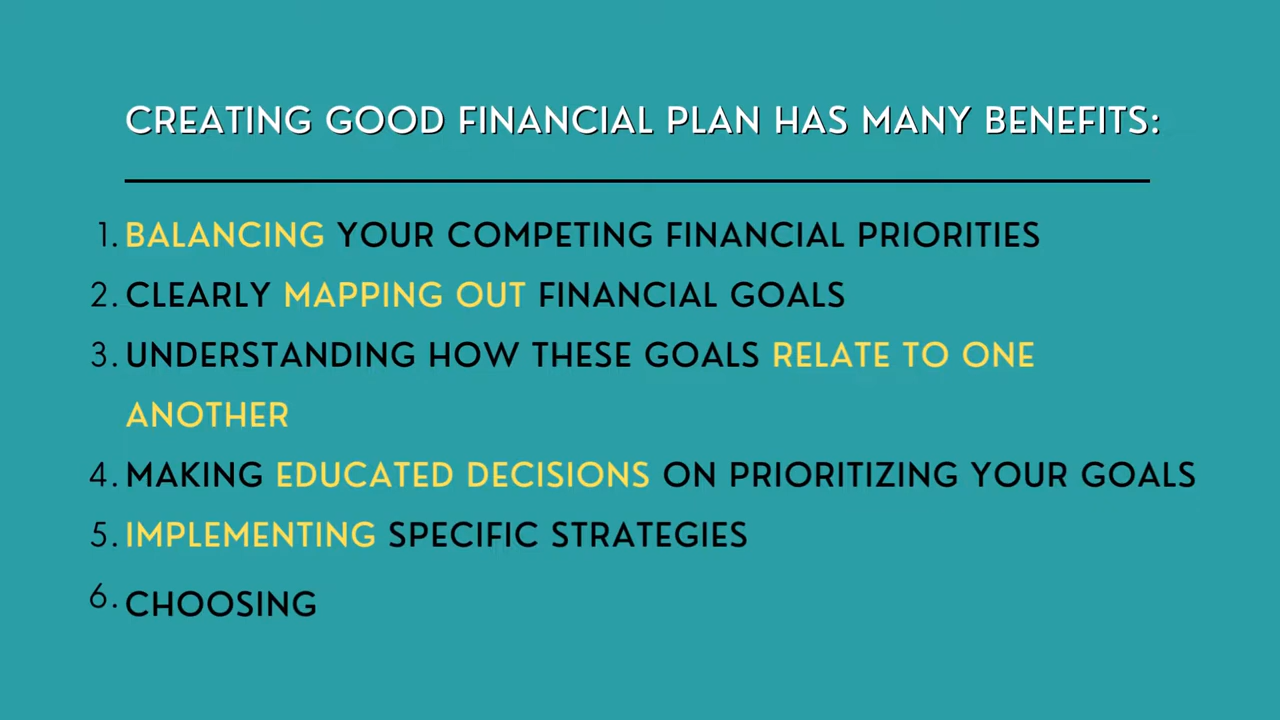 CREATING GOOD FINANCIAL PLAN HAS MANY BENEFITS:
1. BALANCING YOUR COMPETING FINANCIAL PRIORITIES
2. CLEARLY MAPPING OUT FINANCIAL GOALS
3. UNDERSTANDING HOW THESE GOALS RELATE TO ONE
ANOTHER
4. MAKING EDUCATED DECISIONS ON PRIORITIZING YOUR GOALS
5. IMPLEMENTING SPECIFIC STRATEGIES
6. CHOOSING